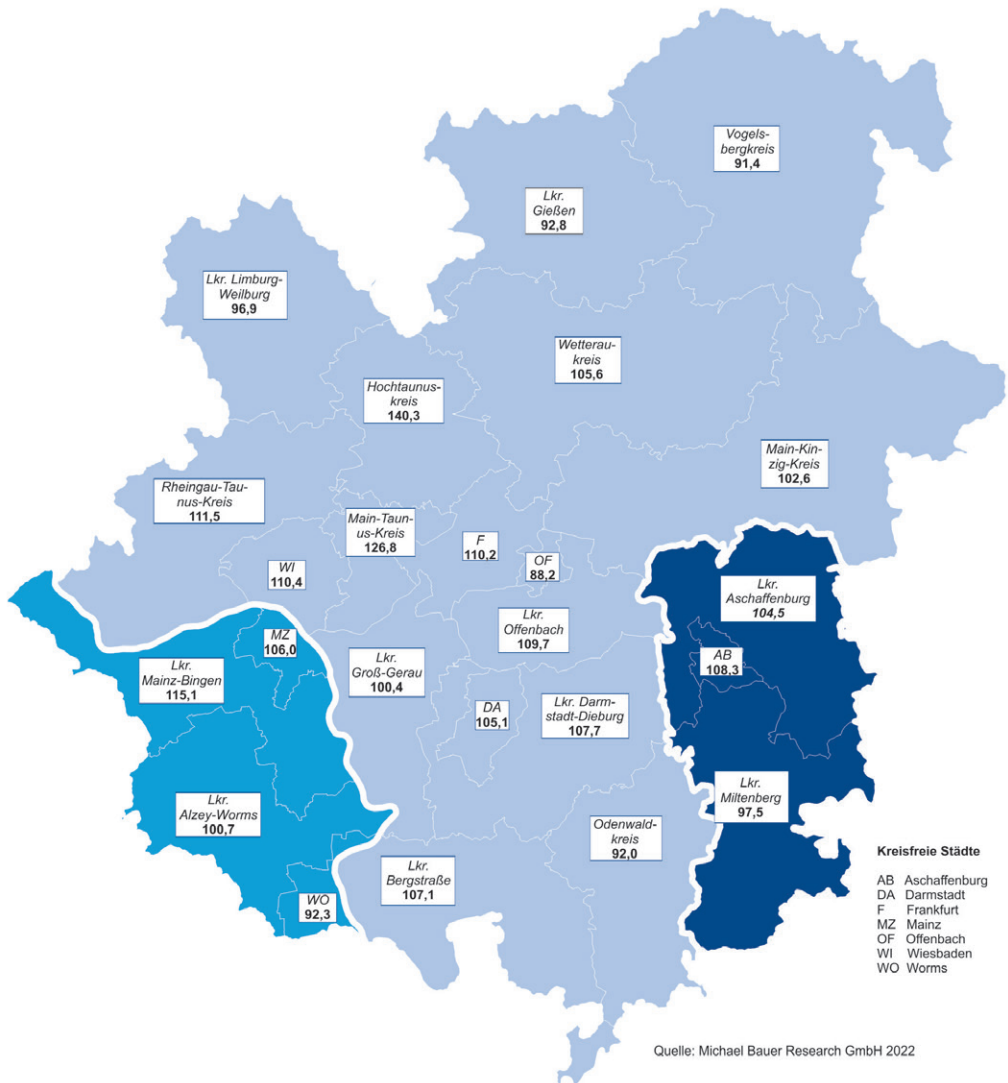 Vogels-
bergkreis
91,4
Lkr.
Gießen
92,8
Lkr. Limburg-
Weilburg
96,9
Wetterau-
kreis
105,6
Hochtaunus-
kreis
140,3
Main-Kin-
zig-Kreis
102,6
Rheingau-Tau-
nus-Kreis
111,5
Main-Taun-
us-Kreis
126,8
F
110,2
OF
88,2
WI
110,4
Lkr.
Aschaffenburg
104,5
Lkr.
Offenbach
109,7
MZ
106,0
Lkr.
Mainz-Bingen
115,1
Lkr.
Groß-Gerau
100,4
AB
108,3
DA
105,1
Lkr. Darm-
stadt-Dieburg
107,7
Lkr.
Miltenberg
97,5
Lkr.
Alzey-Worms
100,7
Odenwald-
kreis
92,0
Lkr.
Bergstraße
107,1
WO
92,3
Kreisfreie Städte
AB Aschaffenburg
DA Darmstadt
F Frankfurt
MZ Mainz
OF Offenbach
WI Wiesbaden
WO Worms
Quelle: Michael Bauer Research GmbH 2022